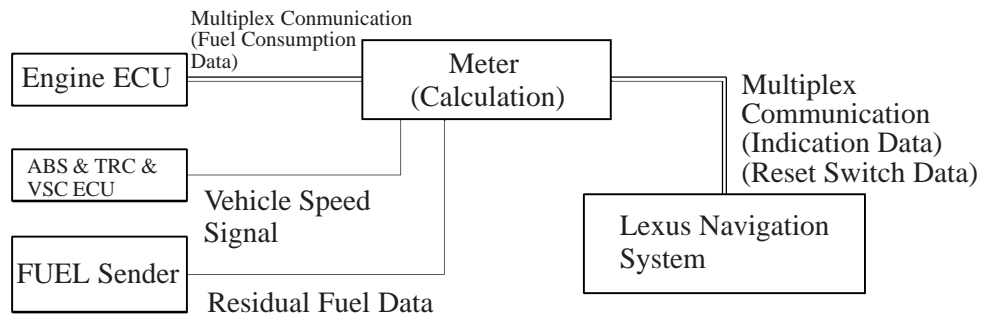 Multiplex Conmunication
(Fuel Consumption
Data)
Engine ECU
Meter
(Calculation)
Multiplex
Communication
(Indication Data)
(Reset Switch Data)
ABS & TRC &
VSC ECU
Vehicle Speed
Signal
Lexus Navigation
System
FUEL Sender
Residual Fuel Data